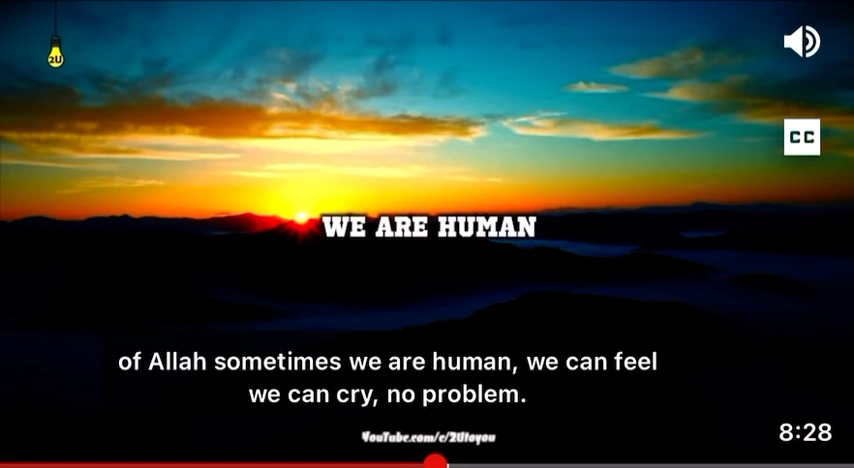 2U
CC
WE ARE HUMAN
of Allah sometimes we are human, we can feel
we can cry, no problem.
YouTube.com/c/2Utoyou
8:28